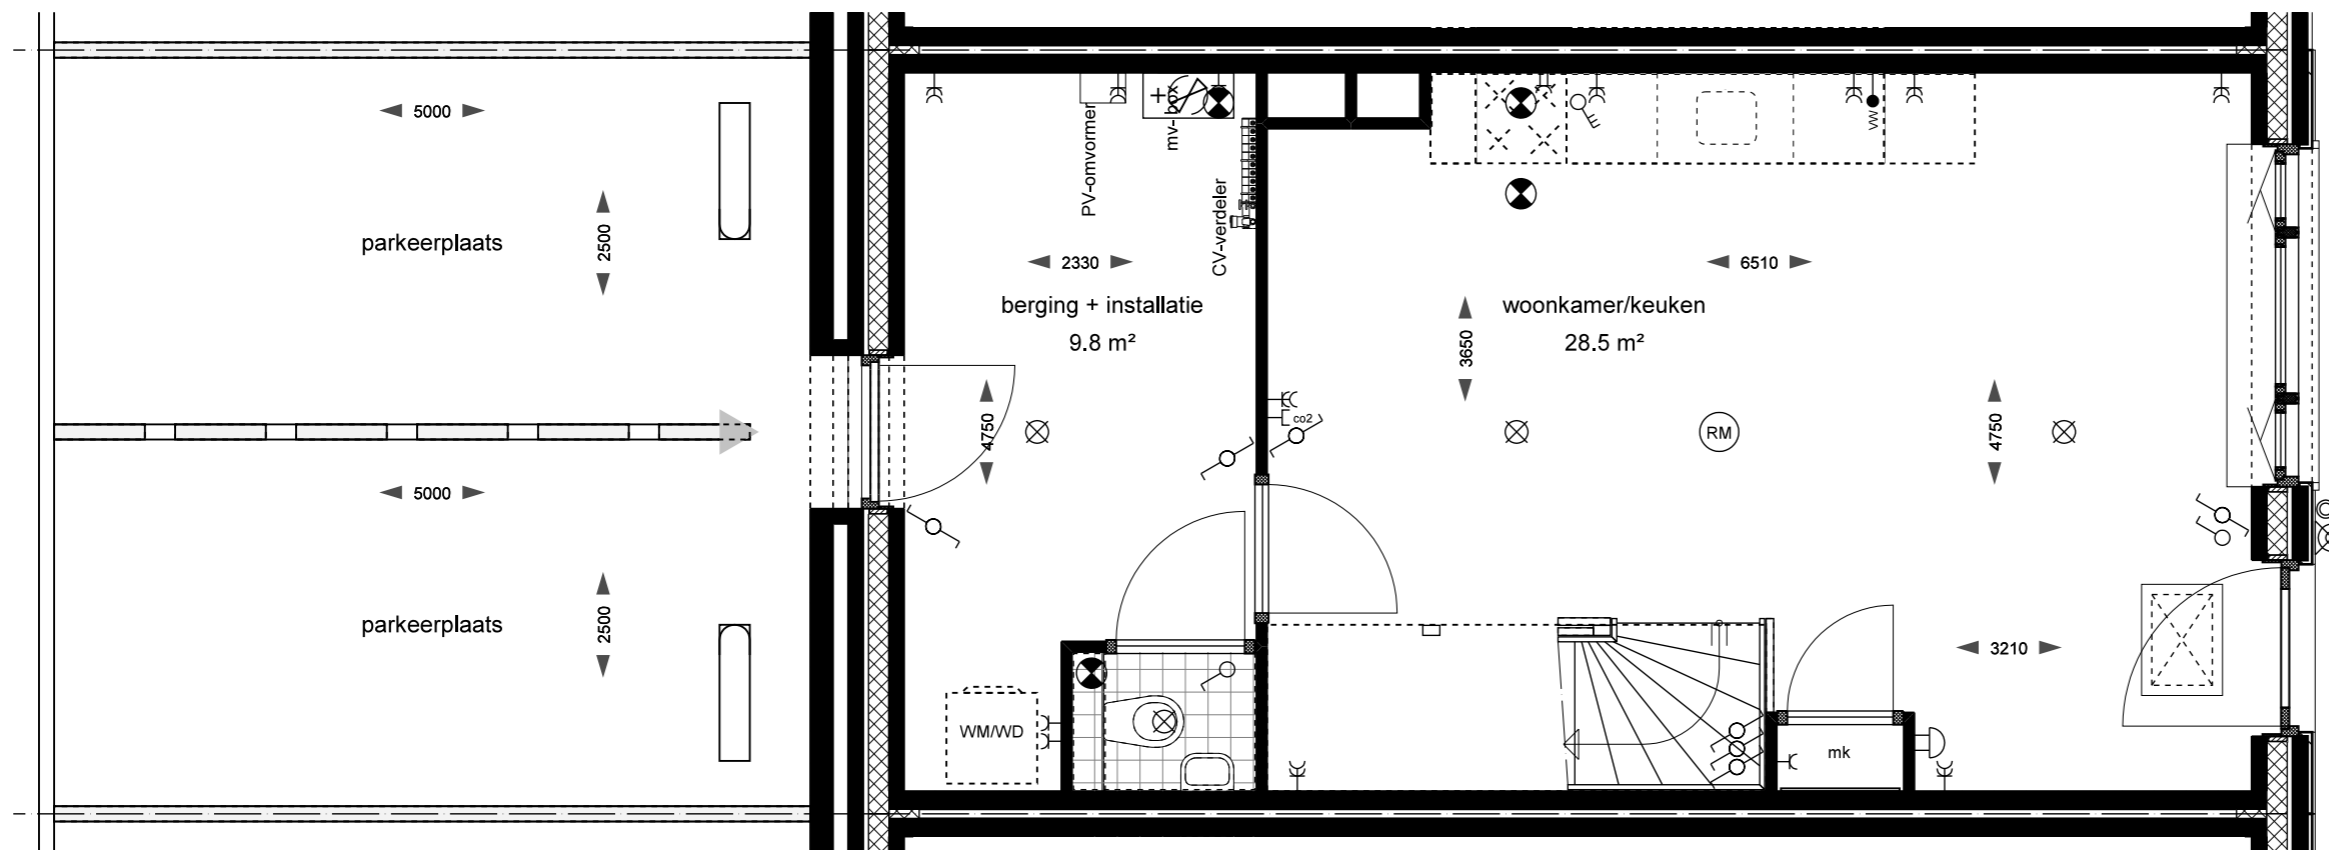 5000
2500
parkeerplaats
5000
2500
parkeerplaats
PV-omvormer
mv-box
CV-verdeler
2330
berging + installatie
9.8 m²
4750
WM/WD
6510
woonkamer/keuken
28.5 m²
3650
co2
RM
4750
3210
mk